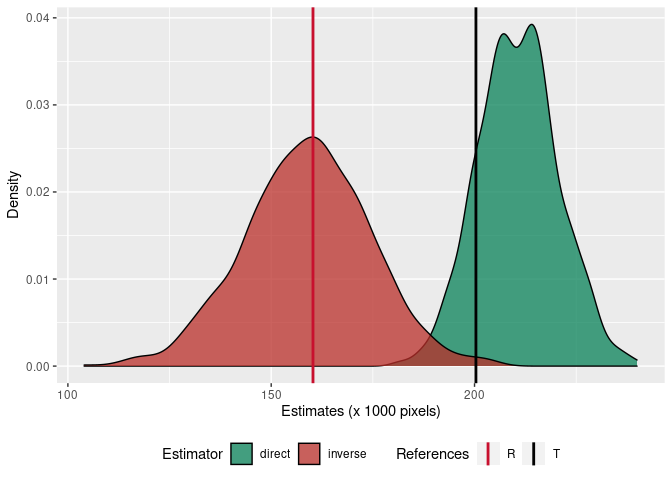 0.04
0.03
0.02
0.01
0.00
Density
100 150 200
Estimates (x 1000 pixels)
Estimator direct inverse References R T